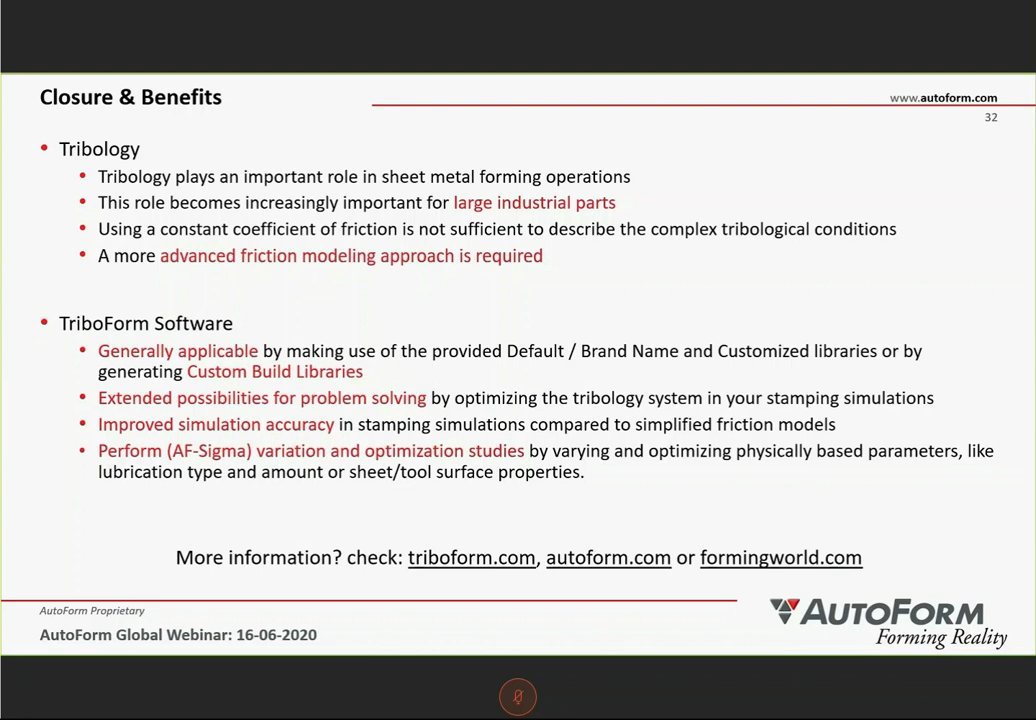 Closure & Benefits
www.autoform.com
32
• Tribology
• Tribology plays an important role in sheet metal forming operations
• This role becomes increasingly important for large industrial parts
• Using a constant coefficient of friction is not sufficient to describe the complex tribological conditions
• A more advanced friction modeling approach is required
• TriboForm Software
• Generally applicable by making use of the provided Default / Brand Name and Customized libraries or by
generating Custom Build Libraries
• Extended possibilities for problem solving by optimizing the tribology system in your stamping simulations
• Improved simulation accuracy in stamping simulations compared to simplified friction models
• Perform (AF-Sigma) variation and optimization studies by varying and optimizing physically based parameters, like
lubrication type and amount or sheet/tool surface properties.
More information? check: triboform.com, autoform.com or formingworld.com
AutoForm Proprietary
AutoForm Global Webinar: 16-06-2020
AUTOFORM
Forming Reality